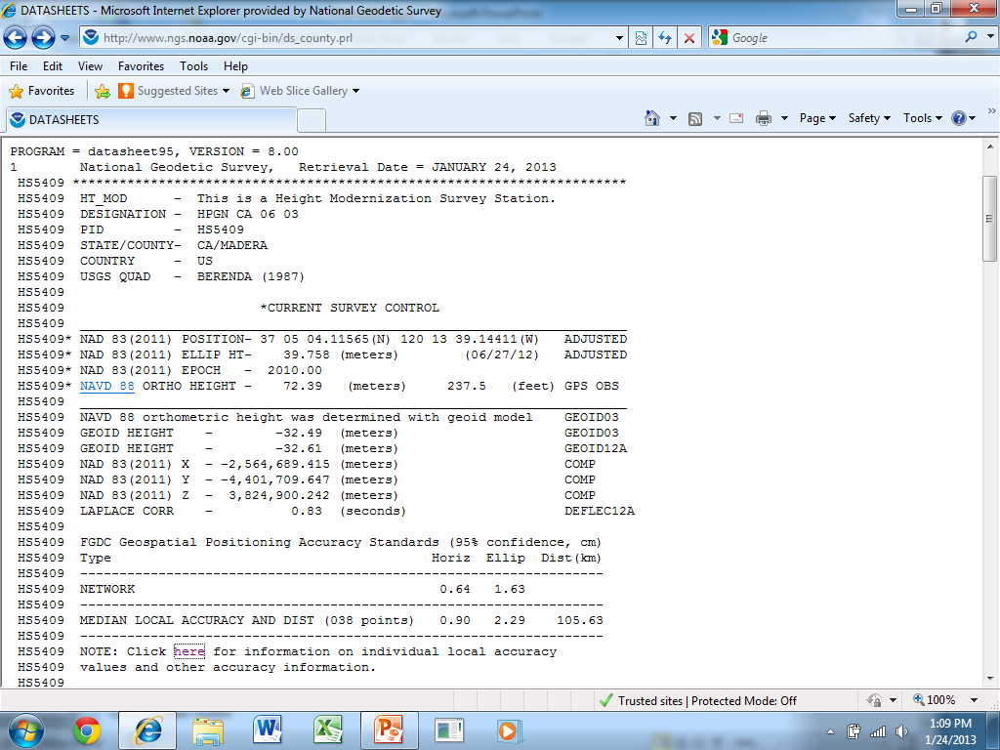 DATASHEETS - Microsoft Internet Explorer provided by National Geodetic Survey
http://www.ngs.noaa.gov/cgi-bin/ds_county.prl
Google
File Edit View Favorites Tools Help
Favorites Suggested Sites Web Slice Gallery
DATASHEETS
Page Safety Tools
PROGRAM = datasheet95, VERSION = 8.00
1 National Geodetic Survey, Retrieval Date = JANUARY 24, 2013
HS5409 ***********************************************************************
HS5409 HT_MOD - This is a Height Modernization Survey Station.
HS5409 DESIGNATION - HPGN CA 06 03
HS5409 PID - HS5409
HS5409 STATE/COUNTY- CA/MADERA
HS5409 COUNTRY - US
HS5409 USGS QUAD - BERENDA (1987)
HS5409
HS5409 *CURRENT SURVEY CONTROL
HS5409 ______________________________________________________________________
HS5409* NAD 83(2011) POSITION- 37 05 04.11565(N) 120 13 39.14411(W) ADJUSTED
HS5409* NAD 83(2011) ELLIP HT- 39.758 (meters) (06/27/12) ADJUSTED
HS5409* NAD 83(2011) EPOCH - 2010.00
HS5409* NAVD 88 ORTHO HEIGHT - 72.39 (meters) 237.5 (feet) GPS OBS
HS5409 ______________________________________________________________________
HS5409 NAVD 88 orthometric height was determined with geoid model GEOID03
HS5409 GEOID HEIGHT - -32.49 (meters) GEOID03
HS5409 GEOID HEIGHT - -32.61 (meters) GEOID12A
HS5409 NAD 83(2011) X - -2,564,689.415 (meters) COMP
HS5409 NAD 83(2011) Y - -4,401,709.647 (meters) COMP
HS5409 NAD 83(2011) Z - 3,824,900.242 (meters) COMP
HS5409 LAPLACE CORR - 0.83 (seconds) DEFLEC12A
HS5409
HS5409 FGDC Geospatial Positioning Accuracy Standards (95% confidence, cm)
HS5409 Type Horiz Ellip Dist(km)
HS5409 -------------------------------------------------------------------
HS5409 NETWORK 0.64 1.63
HS5409 -------------------------------------------------------------------
HS5409 MEDIAN LOCAL ACCURACY AND DIST (038 points) 0.90 2.29 105.63
HS5409 -------------------------------------------------------------------
HS5409 NOTE: Click here for information on individual local accuracy
HS5409 values and other accuracy information.
HS5409
Trusted sites | Protected Mode: Off 100%
1:09 PM
1/24/2013